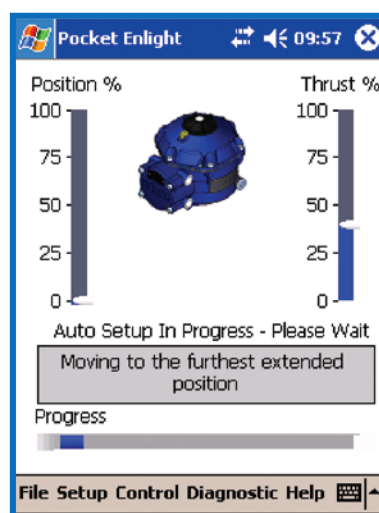 Pocket Enlight 09:57
Position % Thrust %
100 100
75 75
50 50
25 25
0 0
Auto Setup In Progress - Please Wait
Moving to the furthest extended
position
Progress
File Setup Control Diagnostic Help